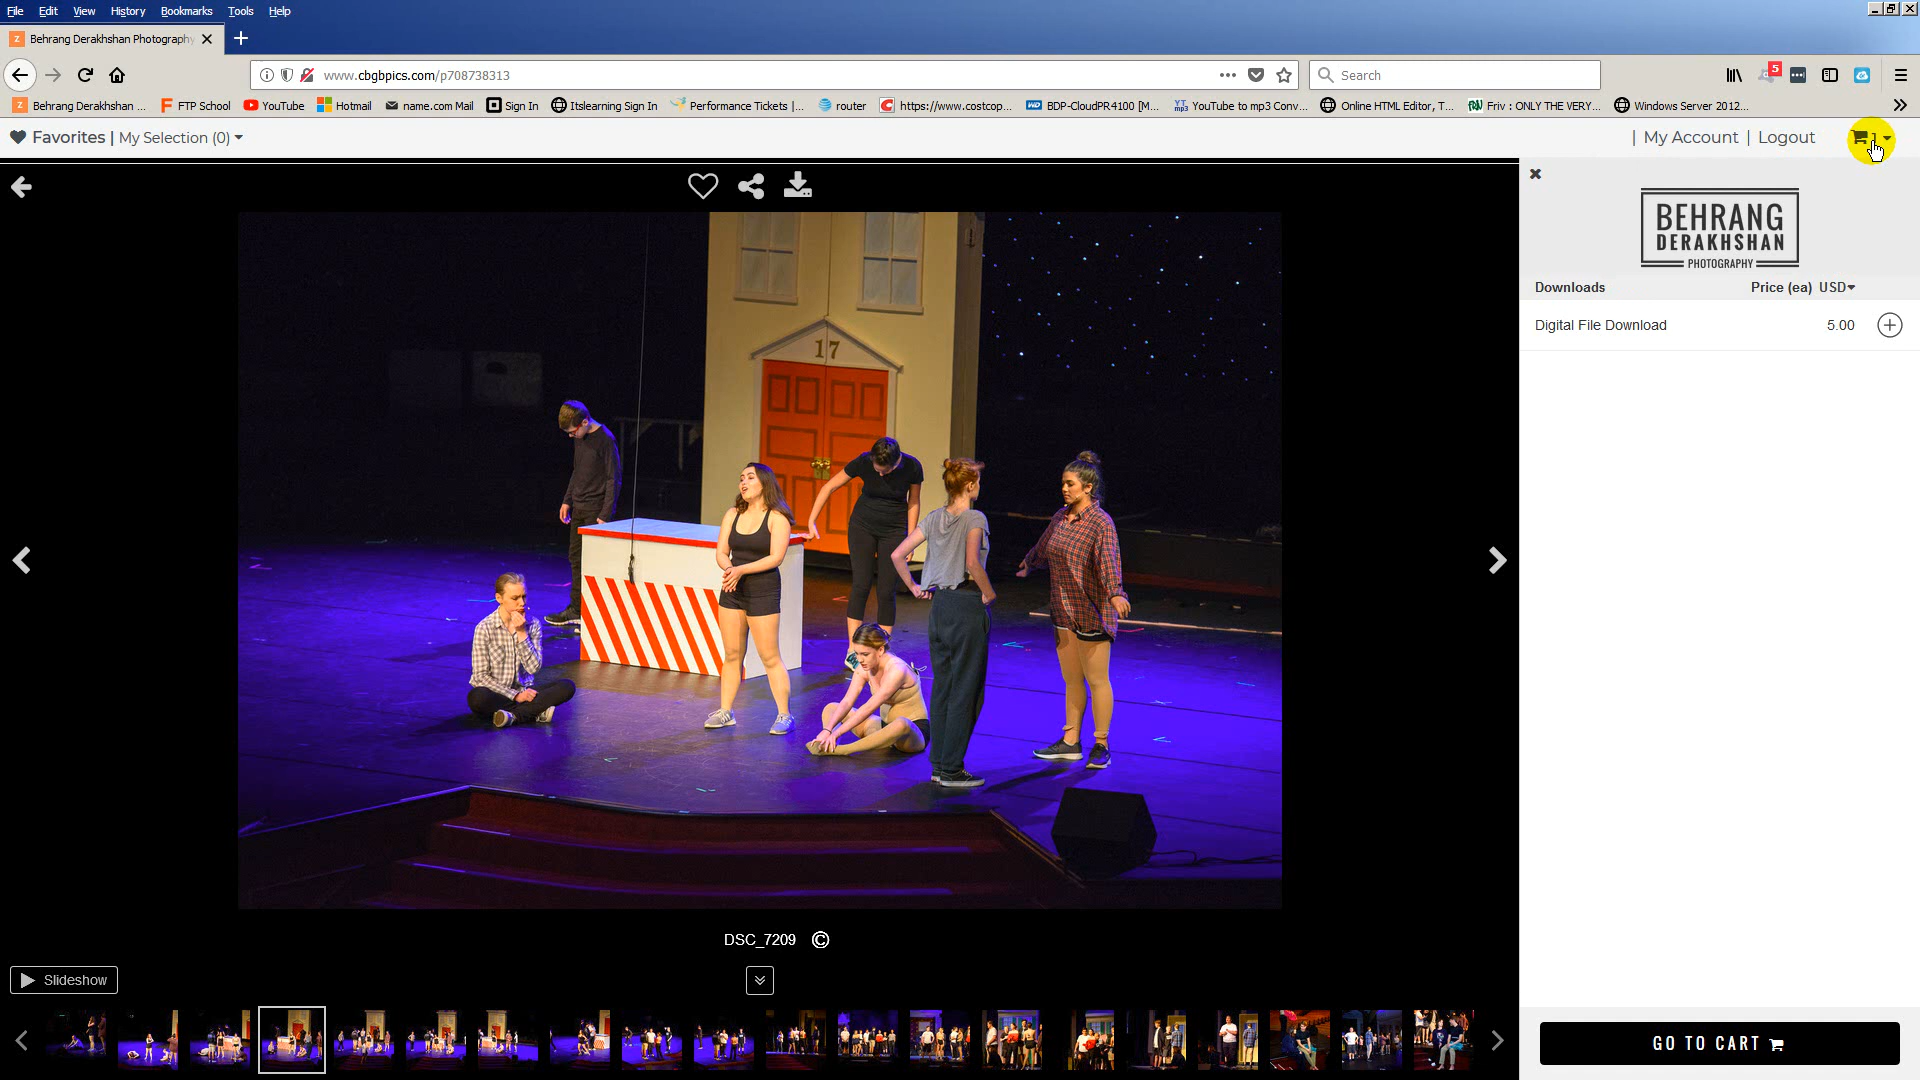 File Edit View History Bookmarks Tools Help
Behrang Derakhshan Photography
www.cbgbpics.com/p708738313
Search
5
Behrang Derakhshan ...
FTP School
YouTube
Hotmail
name.com Mail
Sign In
Itslearning Sign In
Performance Tickets |...
router
https://www.costcop...
BDP-CloudPR4100 [M...
YouTube to mp3 Conv...
Online HTML Editor, T...
Friv : ONLY THE VERY...
Windows Server 2012...
Favorites | My Selection (0)
| My Account | Logout
1
BEHRANG
DERAKHSHAN
PHOTOGRAPHY
Downloads Price (ea) USD
Digital File Download 5.00
17
DSC_7209 ©
Slideshow
GO TO CART